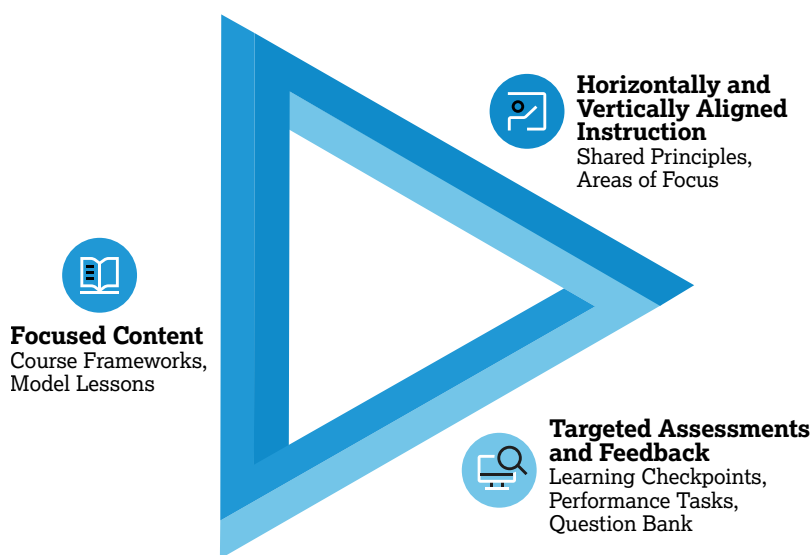 Horizontally and
Vertically Aligned
Instruction
Shared Principles,
Areas of Focus
Focused Content
Course Frameworks,
Model Lessons
Targeted Assessments
and Feedback
Learning Checkpoints,
Performance Tasks,
Question Bank